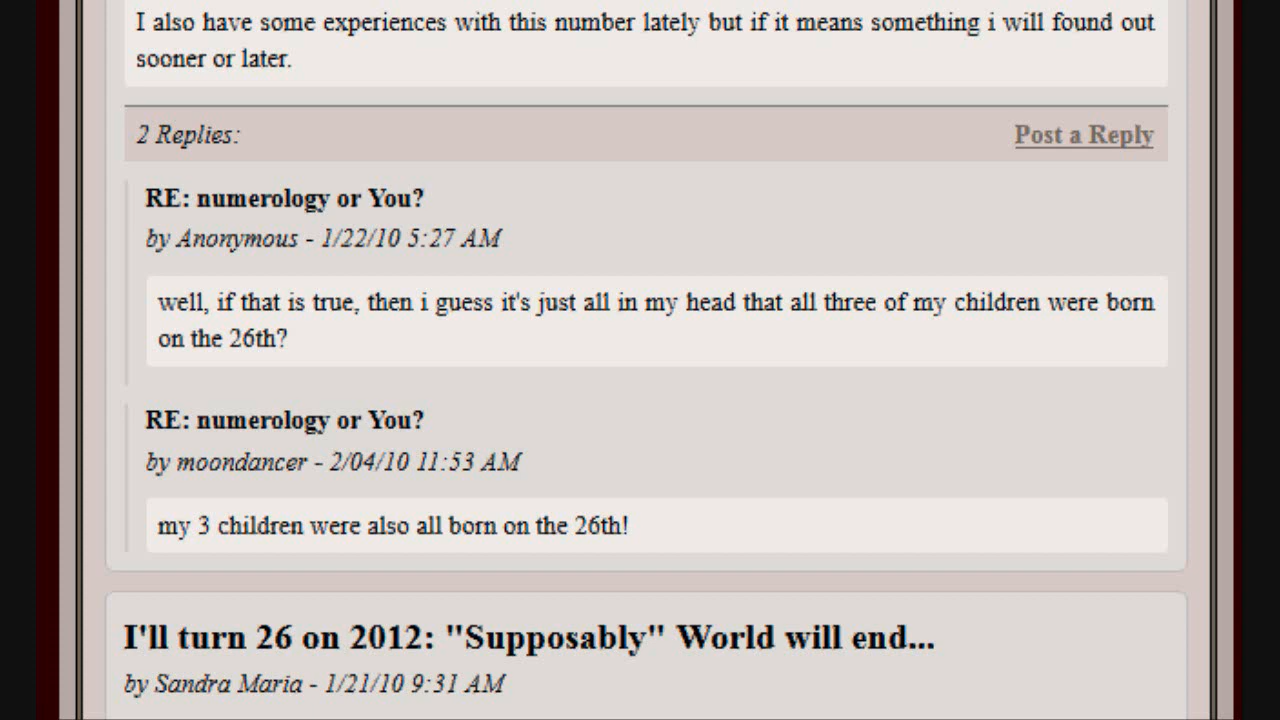 I also have some experiences with this number lately but if it means something i will found out
sooner or later.
2 Replies:
Post a Reply
RE: numerology or You?
by Anonymous - 1/22/10 5:27 AM
well, if that is true, then i guess it's just all in my head that all three of my children were born
on the 26th?
RE: numerology or You?
by moondancer - 2/04/10 11:53 AM
my 3 children were also all born on the 26th!
I'll turn 26 on 2012: "Supposably" World will end...
by Sandra Maria - 1/21/10 9:31 AM